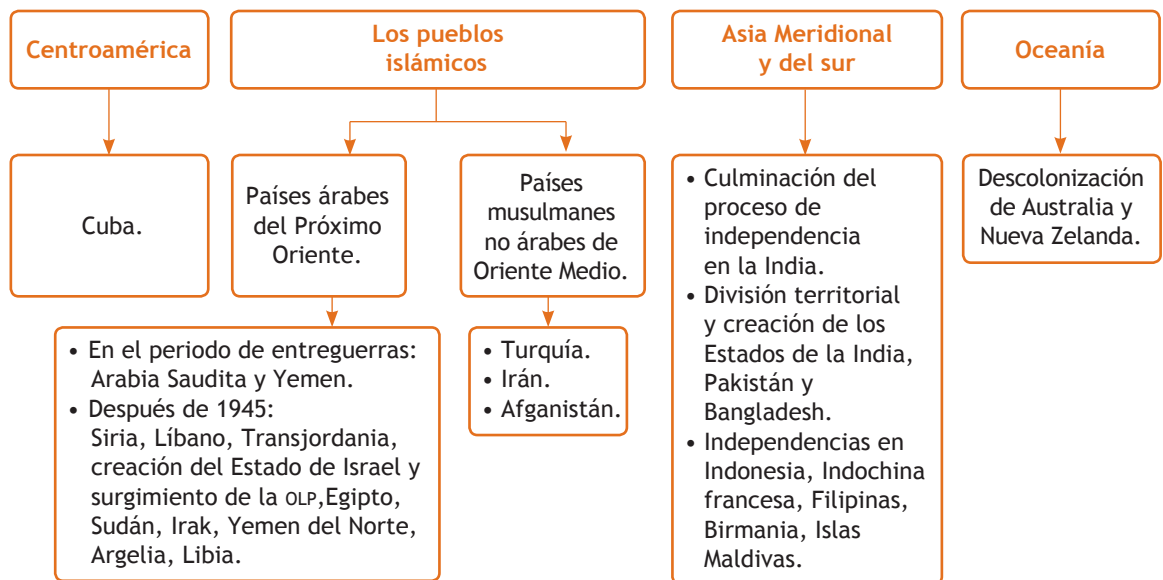 Centroamérica
Los pueblos
islámicos
Asia Meridional
y del sur
Oceanía
Cuba.
Países árabes
del Próximo
Oriente.
Países
musulmanes
no árabes de
Oriente Medio.
• En el periodo de entreguerras:
Arabia Saudita y Yemen.
• Después de 1945:
Siria, Líbano, Transjordania,
creación del Estado de Israel y
surgimiento de la OLP,Egipto,
Sudán, Irak, Yemen del Norte,
Argelia, Libia.
• Turquía.
• Irán.
• Afganistán.
• Culminación del
proceso de
independencia
en la India.
• División territorial
y creación de los
Estados de la India,
Pakistán y
Bangladesh.
• Independencias en
Indonesia, Indochina
francesa, Filipinas,
Birmania, Islas
Maldivas.
Descolonización
de Australia y
Nueva Zelanda.